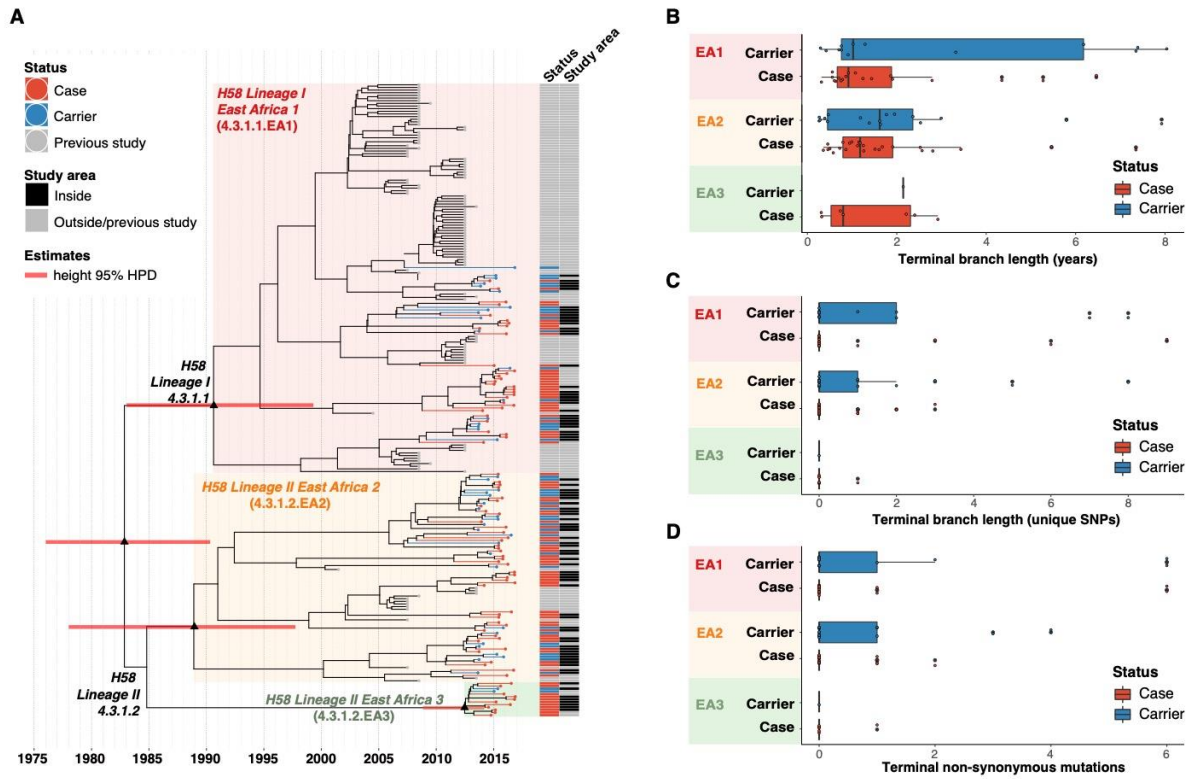 A
Status
Case
Carrier
Previous study
Study area
Inside
Outside/previous study
Estimates
height 95% HPD
Status
Study area
H58 Lineage I
East Africa 1
(4.3.1.1.EA1)
H58
Lineage I
4.3.1.1
H58 Lineage II East Africa 2
(4.3.1.2.EA2)
H58
Lineage II
4.3.1.2
H58 Lineage II East Africa 3
(4.3.1.2.EA3)
1975 1980 1985 1990 1995 2000 2005 2010 2015
B
EA1 Carrier
Case
EA2 Carrier
Case
EA3 Carrier
Case
Status
Case
Carrier
0 2 4 6 8
Terminal branch length (years)
C
EA1 Carrier
Case
EA2 Carrier
Case
EA3 Carrier
Case
Status
Case
Carrier
0 2 4 6 8
Terminal branch length (unique SNPs)
D
EA1 Carrier
Case
EA2 Carrier
Case
EA3 Carrier
Case
Status
Case
Carrier
0 2 4 6
Terminal non-synonymous mutations